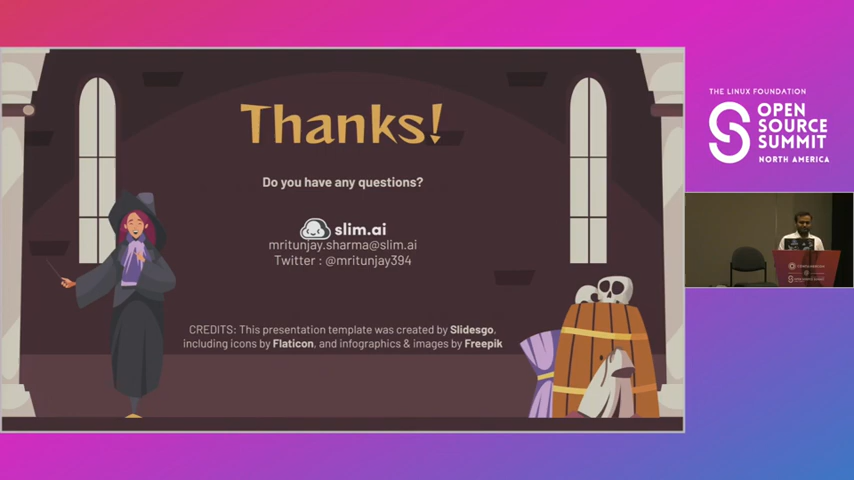 Thanks!
Do you have any questions?
slim.ai
mritunjay.sharma@slim.ai
Twitter : @mritunjay394
CREDITS: This presentation template was created by Slidesgo,
including icons by Flaticon, and infographics & images by Freepik
THE LINUX FOUNDATION
OPEN
SOURCE
SUMMIT
NORTH AMERICA